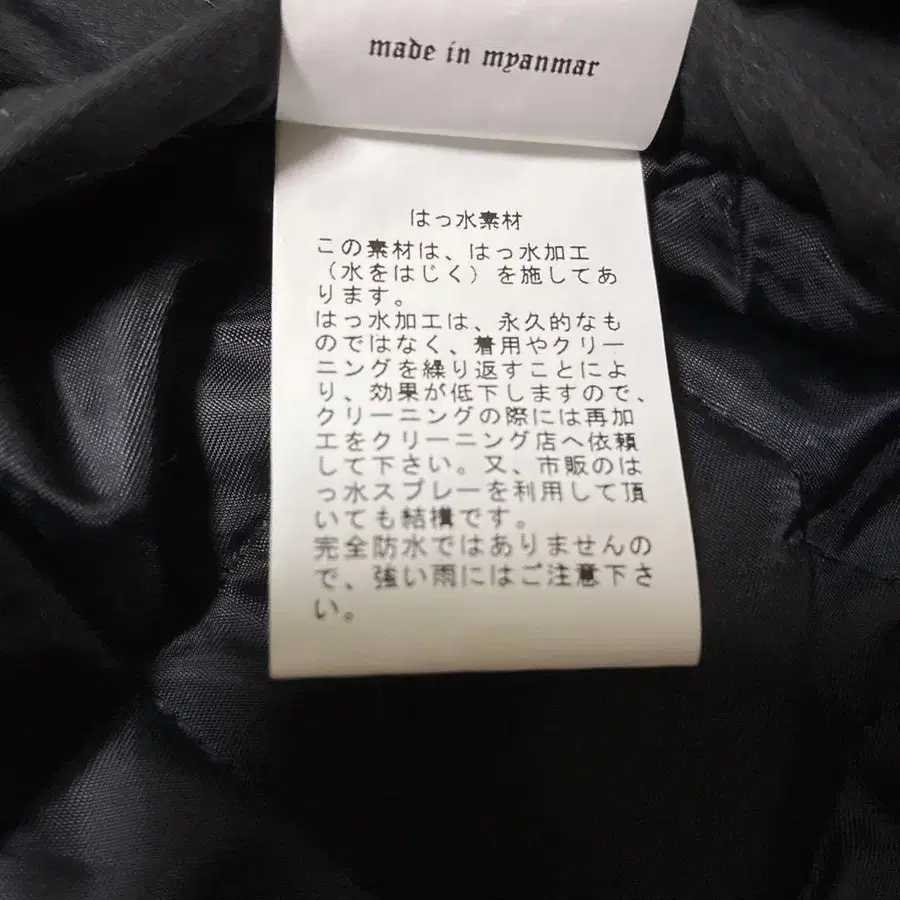 made in myanmar
はっ水素材
この素材は、はっ水加工
（水をはじく）を施してあ
ります。
はっ水加工は、永久的なも
のではなく、着用やクリー
ニングを繰り返すことによ
り、効果が低下しますので、
クリーニングの際には再加
工をクリーニング店へ依頼
して下さい。又、市販のは
っ水スプレーを利用して頂
いても結構です。
完全防水ではありませんの
で、強い雨にはご注意下さ
い。